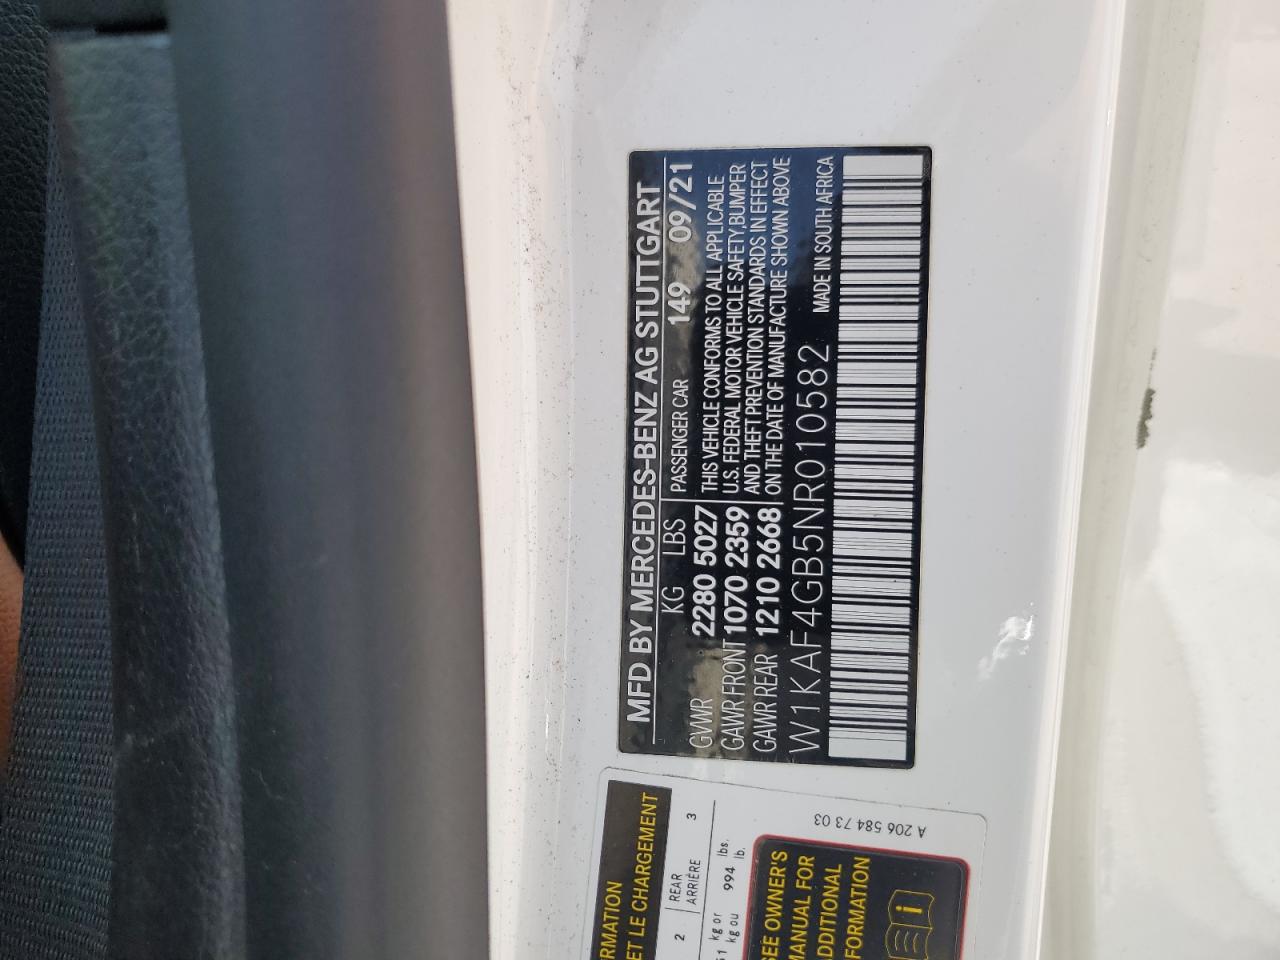 MFD BY MERCEDES-BENZ AG STUTTGART
KG LBS PASSENGER CAR 149 09/21
GVWR 2280 5027 THIS VEHICLE CONFORMS TO ALL APPLICABLE
GAWR FRONT 1070 2359 U.S. FEDERAL MOTOR VEHICLE SAFETY, BUMPER
GAWR REAR 1210 2668 AND THEFT PREVENTION STANDARDS IN EFFECT
ON THE DATE OF MANUFACTURE SHOWN ABOVE
W1KAF4GB5NR010582 MADE IN SOUTH AFRICA
RMATION
ET LE CHARGEMENT
2 REAR 3
ARRIÈRE
51 kg or 994 lbs.
kg ou lb.
SEE OWNER'S
MANUAL FOR
ADDITIONAL
FORMATION
i
A 206 584 73 03